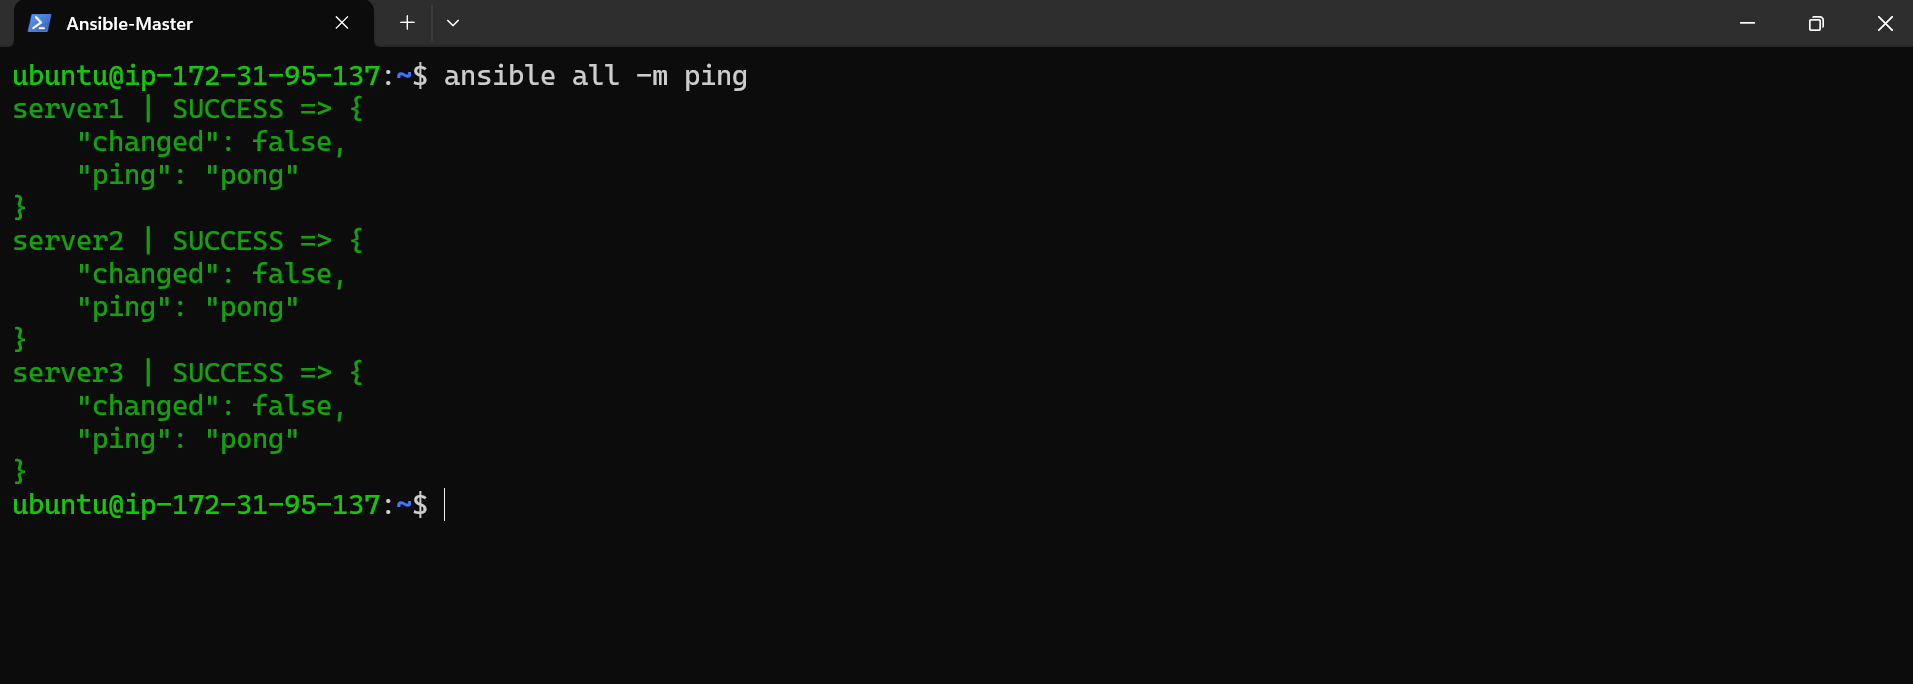 Ansible-Master
ubuntu@ip-172-31-95-137:~$ ansible all -m ping
server1 | SUCCESS => {
    "changed": false,
    "ping": "pong"
}
server2 | SUCCESS => {
    "changed": false,
    "ping": "pong"
}
server3 | SUCCESS => {
    "changed": false,
    "ping": "pong"
}
ubuntu@ip-172-31-95-137:~$